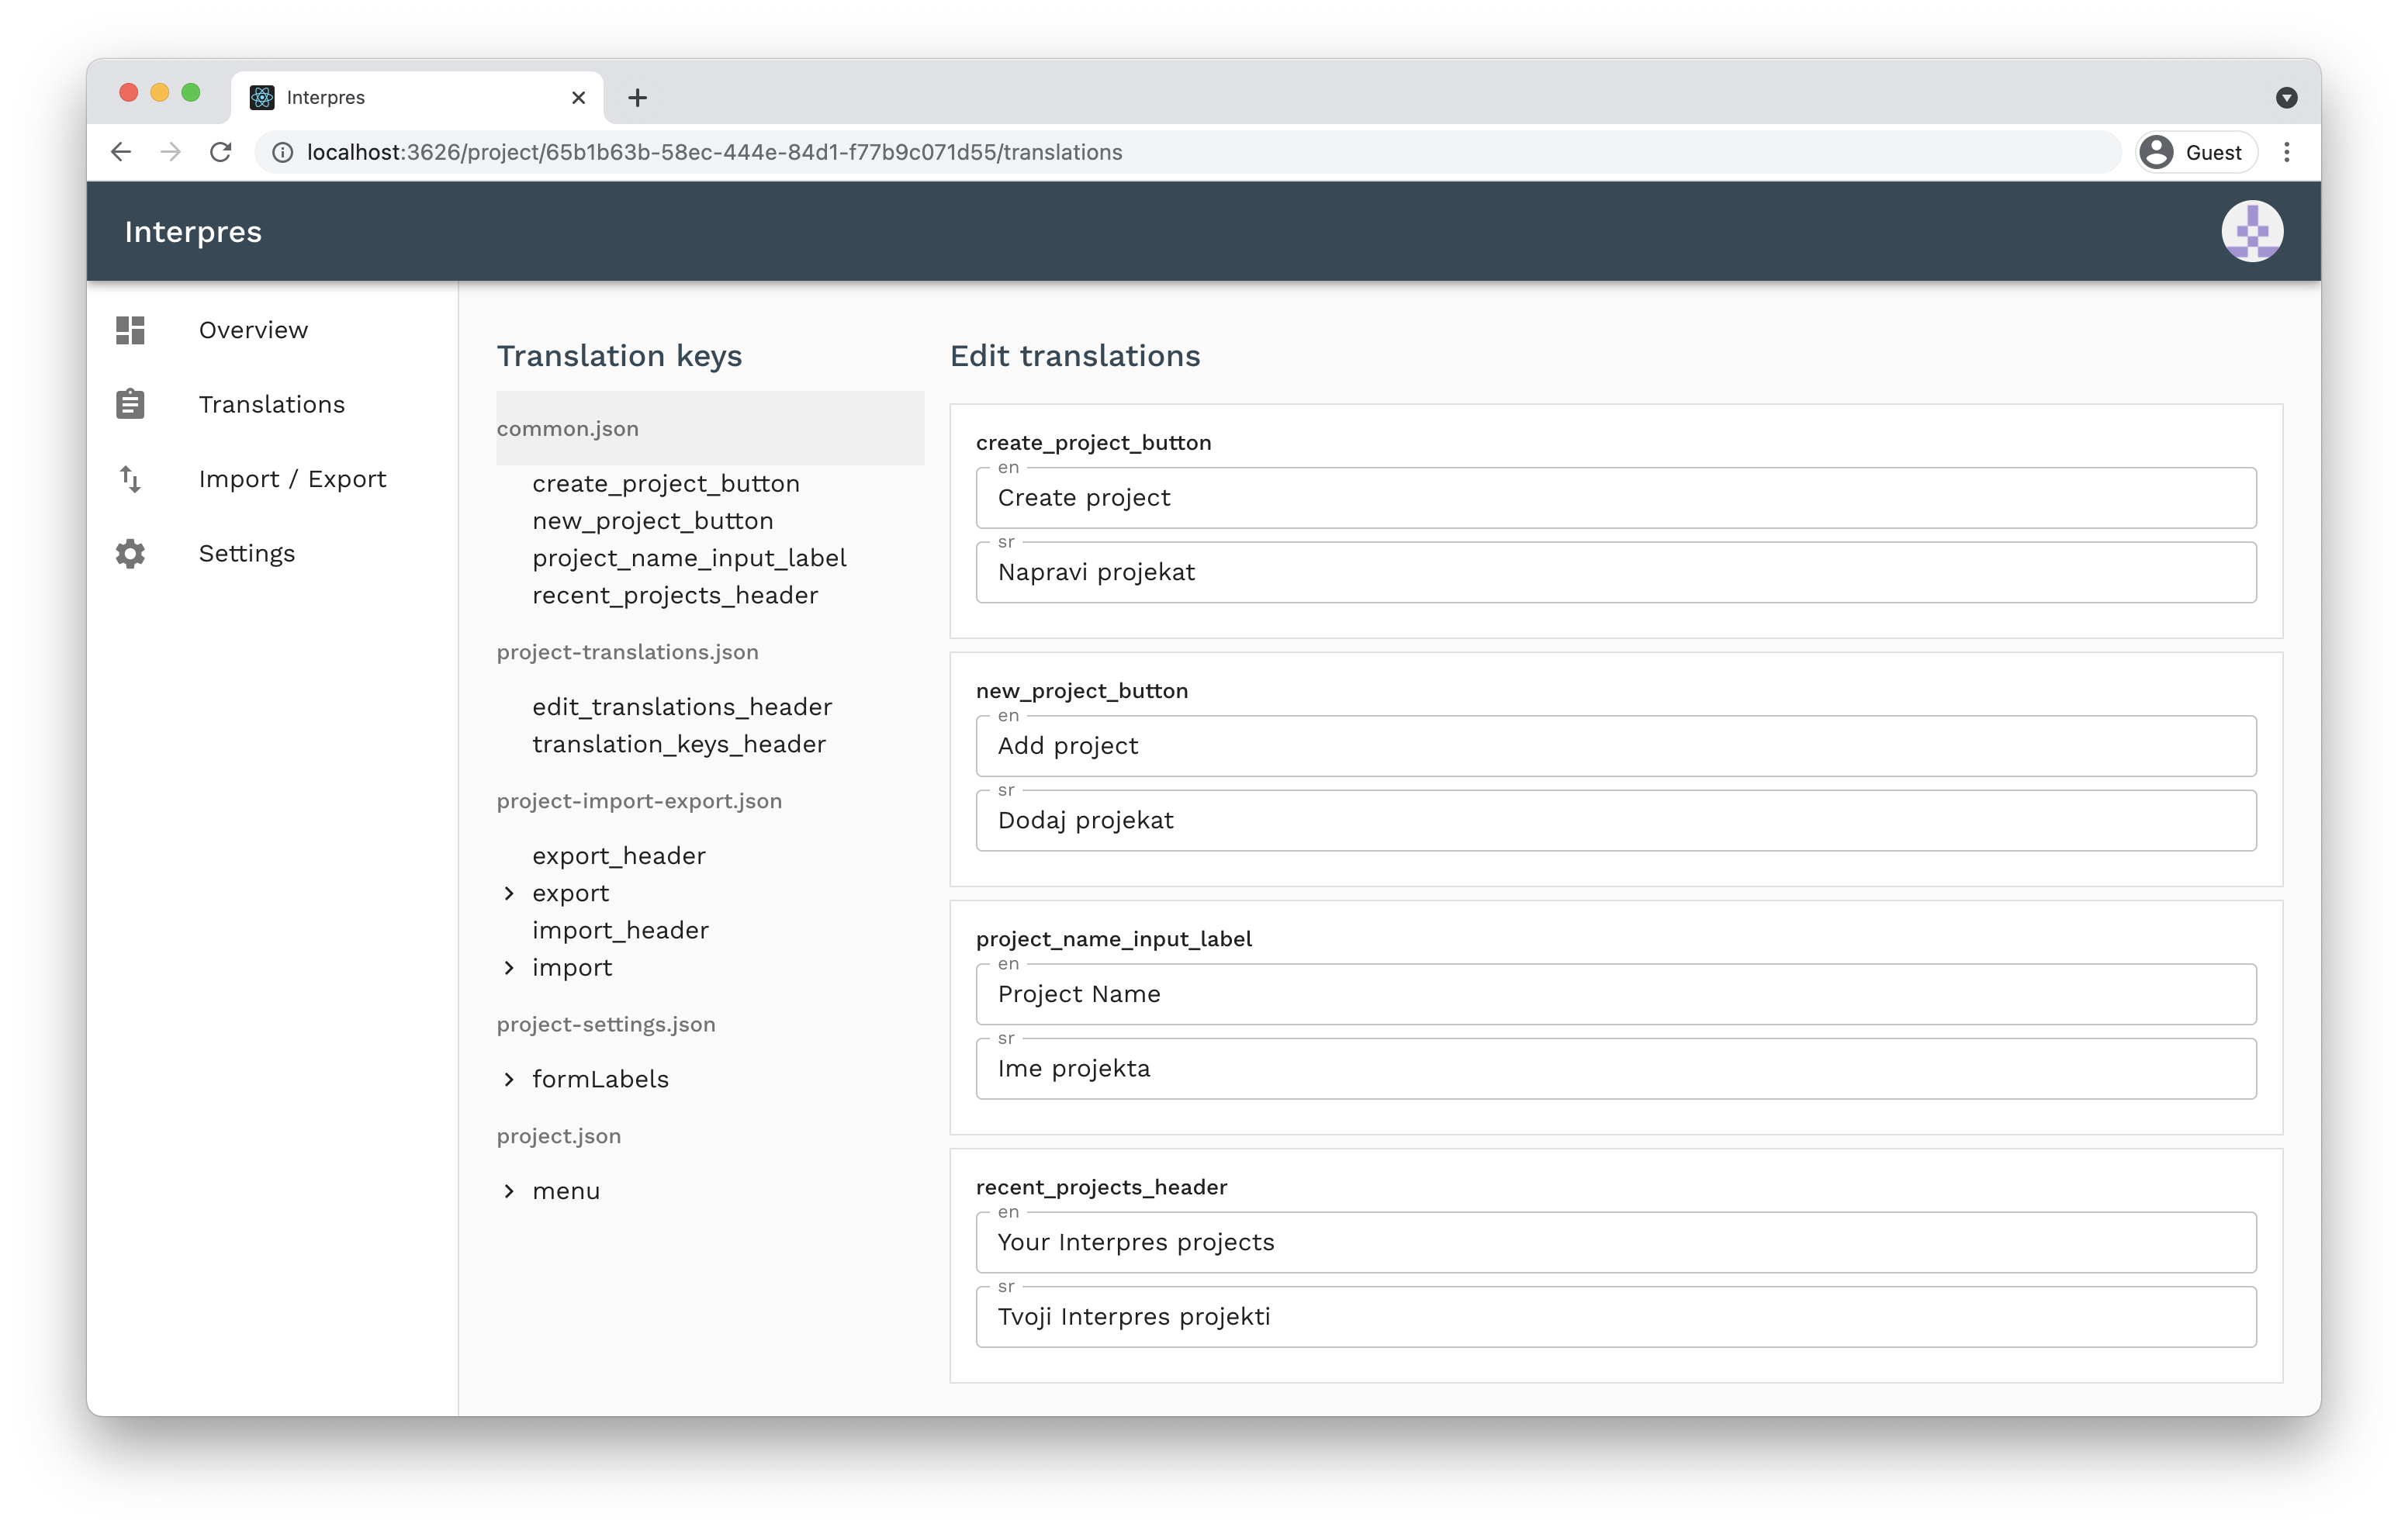 Interpres
localhost:3626/project/65b1b63b-58ec-444e-84d1-f77b9c071d55/translations
Guest
Interpres
Overview
Translations
Import / Export
Settings
Translation keys
common.json
create_project_button
new_project_button
project_name_input_label
recent_projects_header
project-translations.json
edit_translations_header
translation_keys_header
project-import-export.json
export_header
export
import_header
import
project-settings.json
formLabels
project.json
menu
Edit translations
create_project_button
en
Create project
sr
Napravi projekat
new_project_button
en
Add project
sr
Dodaj projekat
project_name_input_label
en
Project Name
sr
Ime projekta
recent_projects_header
en
Your Interpres projects
sr
Tvoji Interpres projekti